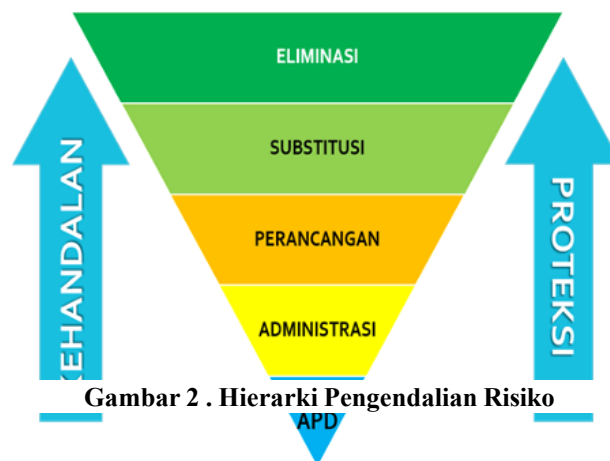 ELIMINASI
SUBSTITUSI
PERANCANGAN
ADMINISTRASI
APD
KEHANDALAN
PROTEKSI
Gambar 2 . Hierarki Pengendalian Risiko